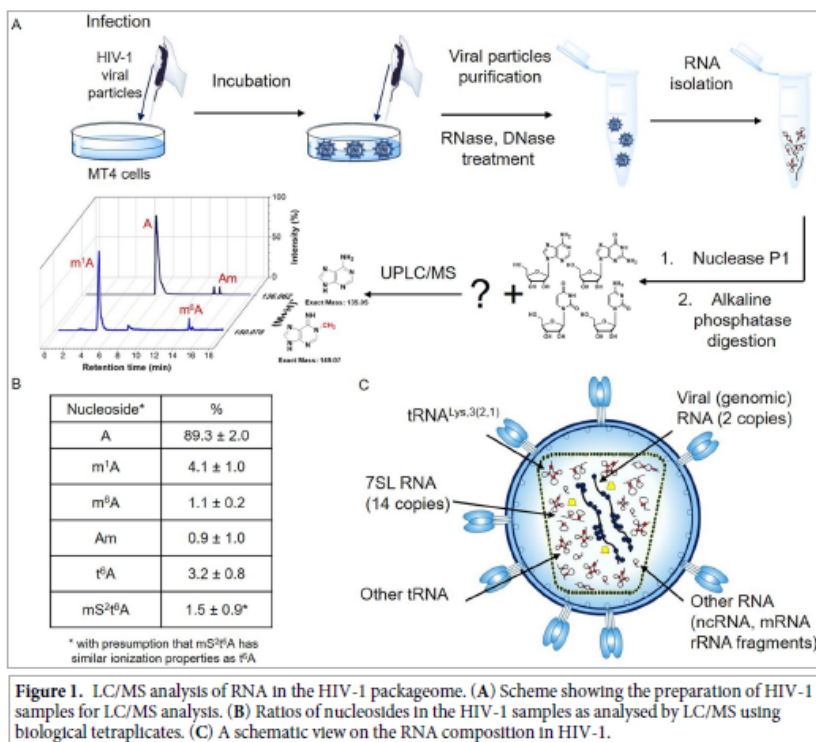 A
Infection
HIV-1
viral
particles
MT4 cells
Incubation
Viral particles
purification
RNase, DNase
treatment
RNA
isolation
1. Nuclease P1
2. Alkaline
phosphatase
digestion
UPLC/MS
?
+
Exact Mass: 135.05
Exact Mass: 149.07
100
50
0
Intensity (%)
A
m¹A
Am
m⁶A
0 2 4 6 8 10 12 14 16 18
Retention time (min)
B
Nucleoside* %
A 89.3 ± 2.0
m¹A 4.1 ± 1.0
m⁶A 1.1 ± 0.2
Am 0.9 ± 1.0
t⁶A 3.2 ± 0.8
mS²t⁶A 1.5 ± 0.9*
* with presumption that mS²t⁶A has
similar ionization properties as t⁶A
C
tRNA^Lys,3(2,1)
Viral (genomic)
RNA (2 copies)
7SL RNA
(14 copies)
Other tRNA
Other RNA
(ncRNA, mRNA
rRNA fragments)
Figure 1. LC/MS analysis of RNA in the HIV-1 packageome. (A) Scheme showing the preparation of HIV-1
samples for LC/MS analysis. (B) Ratios of nucleosides in the HIV-1 samples as analysed by LC/MS using
biological tetraplicates. (C) A schematic view on the RNA composition in HIV-1.